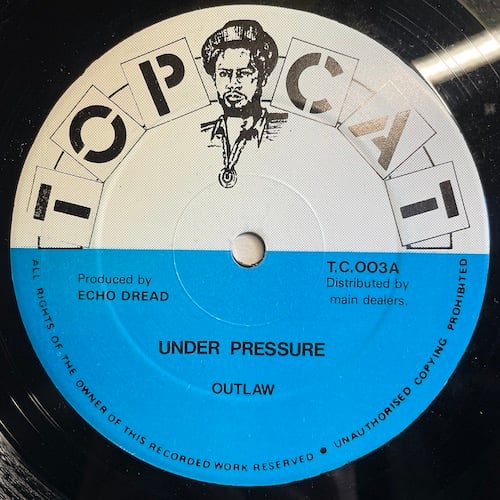 TOP CAT
Produced by
ECHO DREAD
T.C.003A
Distributed by
main dealers.
UNDER PRESSURE
OUTLAW
ALL RIGHTS OF THE OWNER OF THIS RECORDED WORK RESERVED ● UNAUTHORISED COPYING PROHIBITED